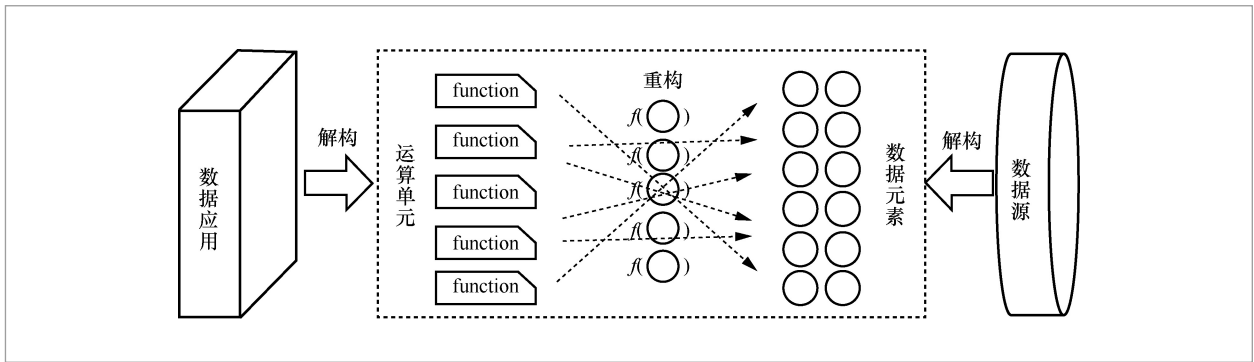 数据应用
解构
运算单元
function
function
function
function
function
重构
f( )
f( )
f( )
f( )
f( )
数据元素
解构
数据源